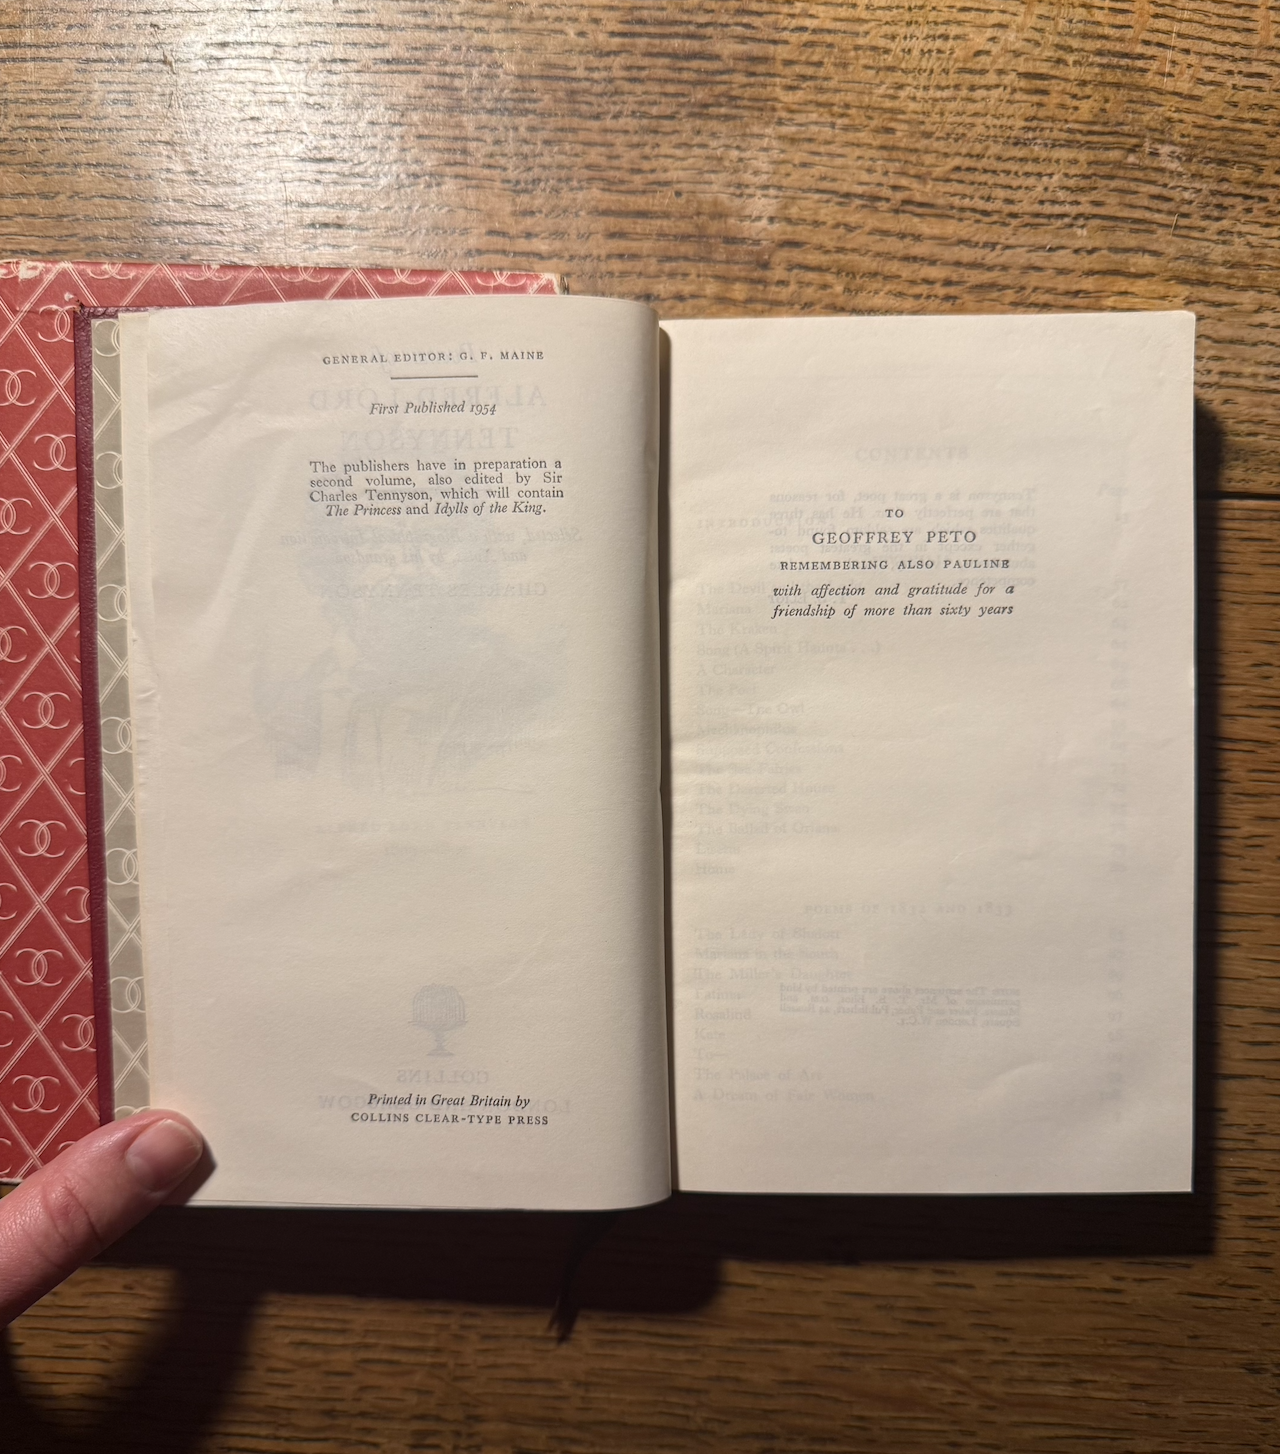 GENERAL EDITOR: G. F. MAINE
First Published 1954
The publishers have in preparation a
second volume, also edited by Sir
Charles Tennyson, which will contain
The Princess and Idylls of the King.
Printed in Great Britain by
COLLINS CLEAR-TYPE PRESS
TO
GEOFFREY PETO
REMEMBERING ALSO PAULINE
with affection and gratitude for a
friendship of more than sixty years